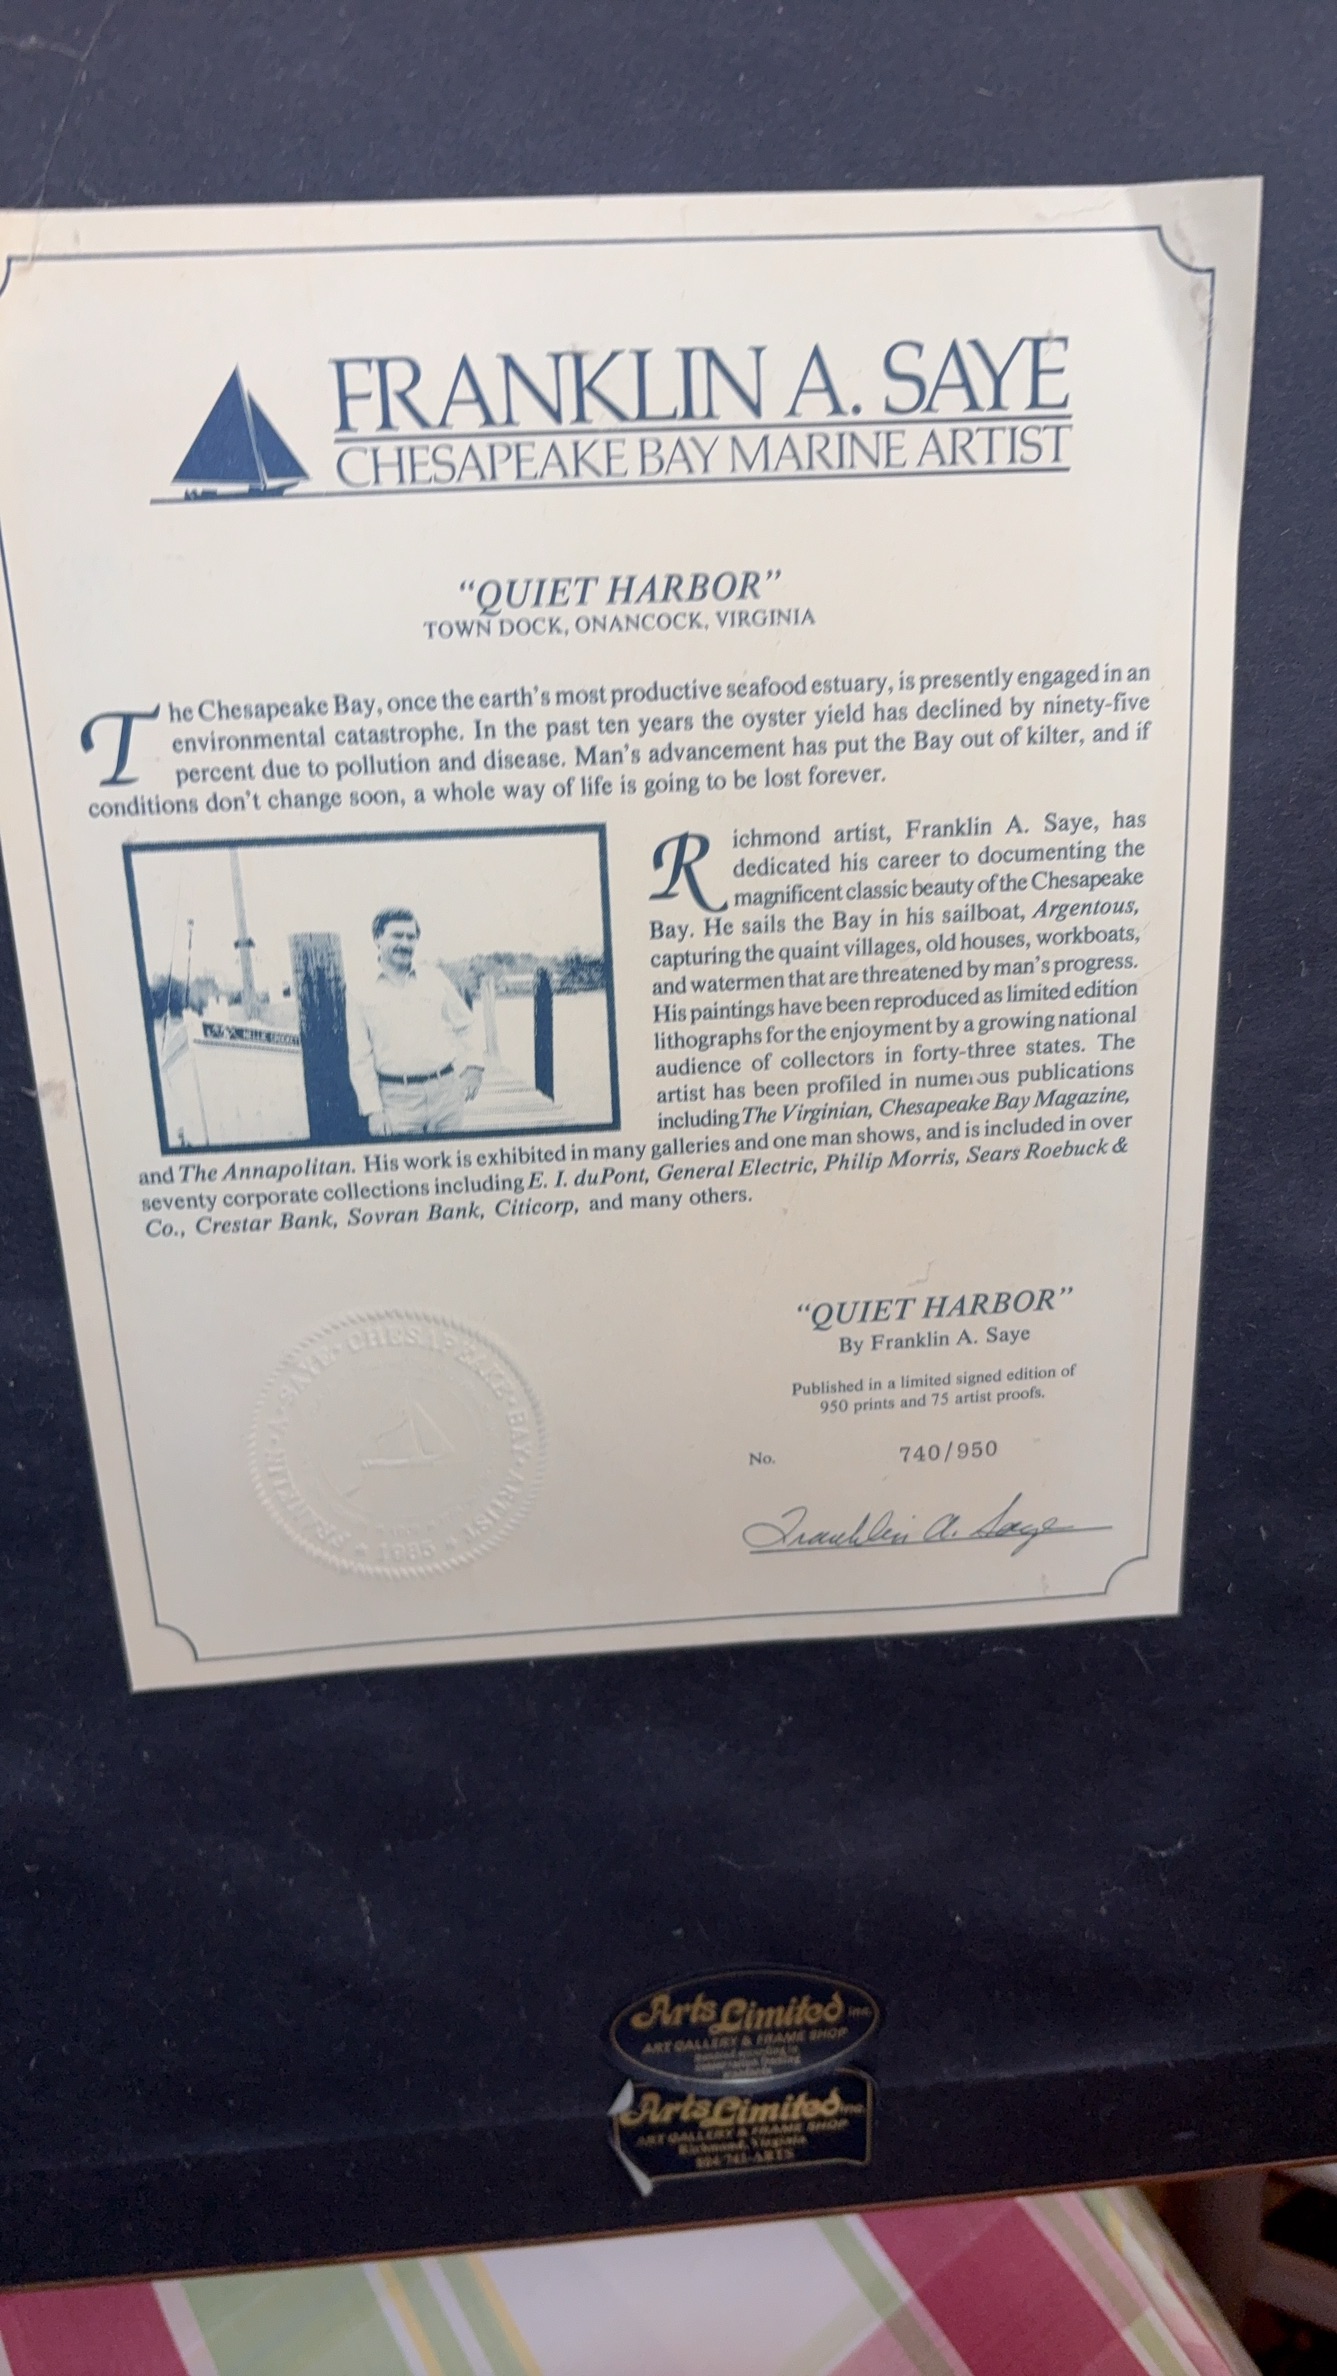 FRANKLIN A. SAYE
CHESAPEAKE BAY MARINE ARTIST
“QUIET HARBOR”
TOWN DOCK, ONANCOCK, VIRGINIA
The Chesapeake Bay, once the earth’s most productive seafood estuary, is presently engaged in an
environmental catastrophe. In the past ten years the oyster yield has declined by ninety-five
percent due to pollution and disease. Man’s advancement has put the Bay out of kilter, and if
conditions don’t change soon, a whole way of life is going to be lost forever.
Richmond artist, Franklin A. Saye, has
dedicated his career to documenting the
magnificent classic beauty of the Chesapeake
Bay. He sails the Bay in his sailboat, Argentous,
capturing the quaint villages, old houses, workboats,
and watermen that are threatened by man’s progress.
His paintings have been reproduced as limited edition
lithographs for the enjoyment by a growing national
audience of collectors in forty-three states. The
artist has been profiled in numerous publications
including The Virginian, Chesapeake Bay Magazine,
and The Annapolitan. His work is exhibited in many galleries and one man shows, and is included in over
seventy corporate collections including E. I. duPont, General Electric, Philip Morris, Sears Roebuck &
Co., Crestar Bank, Sovran Bank, Citicorp, and many others.
“QUIET HARBOR”
By Franklin A. Saye
Published in a limited signed edition of
950 prints and 75 artist proofs.
No. 740/950
Franklin A. Saye
FRANKLIN • A. SAYE • CHESAPEAKE • BAY • ARTIST
1985
Arts Limited inc.
ART GALLERY & FRAME SHOP
Arts Limited inc.
ART GALLERY & FRAME SHOP
Richmond, Virginia